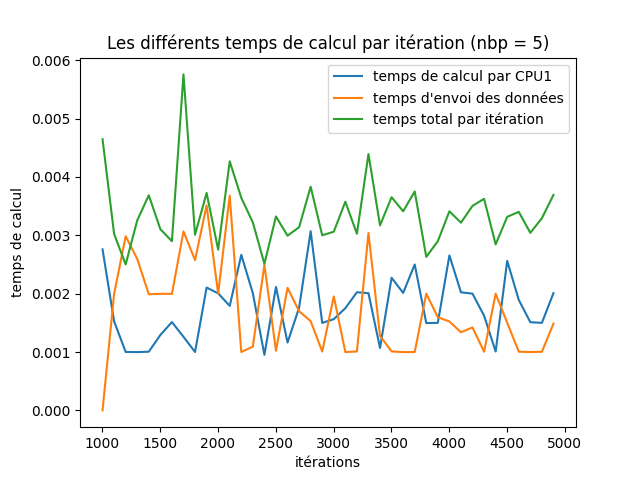 Les différents temps de calcul par itération (nbp = 5)
temps de calcul par CPU1
temps d'envoi des données
temps total par itération
temps de calcul
0.006
0.005
0.004
0.003
0.002
0.001
0.000
1000 1500 2000 2500 3000 3500 4000 4500 5000
itérations